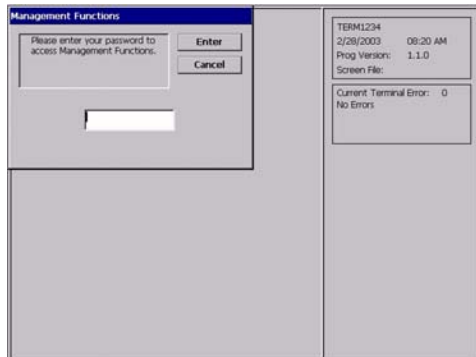 Management Functions
Please enter your password to
access Management Functions.
Enter
Cancel
TERM1234
2/28/2003 08:20 AM
Prog Version: 1.1.0
Screen File:
Current Terminal Error: 0
No Errors